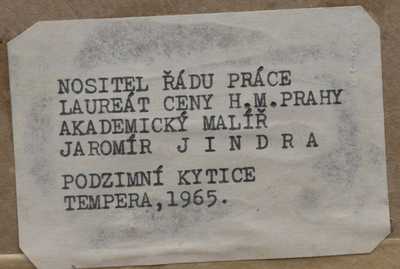 NOSITEL ŘÁDU PRÁCE
LAUREÁT CENY H.M.PRAHY
AKADEMICKÝ MALÍŘ
JAROMÍR J I N D R A
PODZIMNÍ KYTICE
TEMPERA,1965.